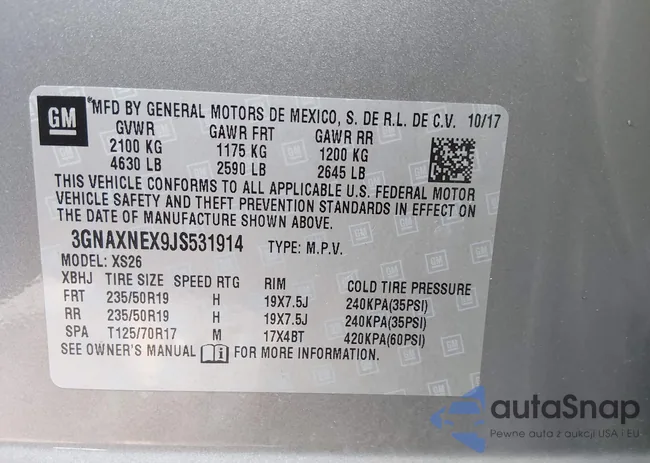 GM
MFD BY GENERAL MOTORS DE MEXICO, S. DE R.L. DE C.V. 10/17
GVWR GAWR FRT GAWR RR
2100 KG 1175 KG 1200 KG
4630 LB 2590 LB 2645 LB
THIS VEHICLE CONFORMS TO ALL APPLICABLE U.S. FEDERAL MOTOR
VEHICLE SAFETY AND THEFT PREVENTION STANDARDS IN EFFECT ON
THE DATE OF MANUFACTURE SHOWN ABOVE.
3GNAXNEX9JS531914 TYPE: M.P.V.
MODEL: XS26
XBHJ TIRE SIZE SPEED RTG RIM COLD TIRE PRESSURE
FRT 235/50R19 H 19X7.5J 240KPA(35PSI)
RR 235/50R19 H 19X7.5J 240KPA(35PSI)
SPA T125/70R17 M 17X4BT 420KPA(60PSI)
SEE OWNER'S MANUAL FOR MORE INFORMATION.
autaSnap
Pewne auta z aukcji USA i EU